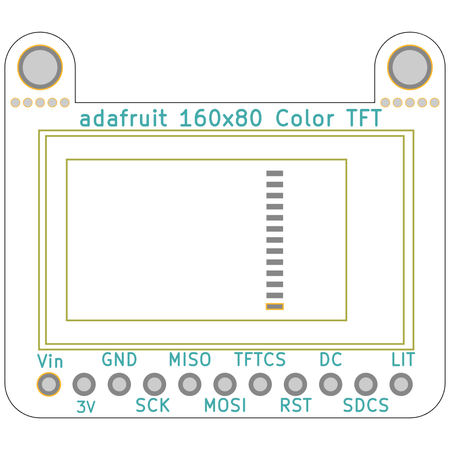 adafruit 160x80 Color TFT
Vin GND MISO TFTCS DC LIT
3V SCK MOSI RST SDCS